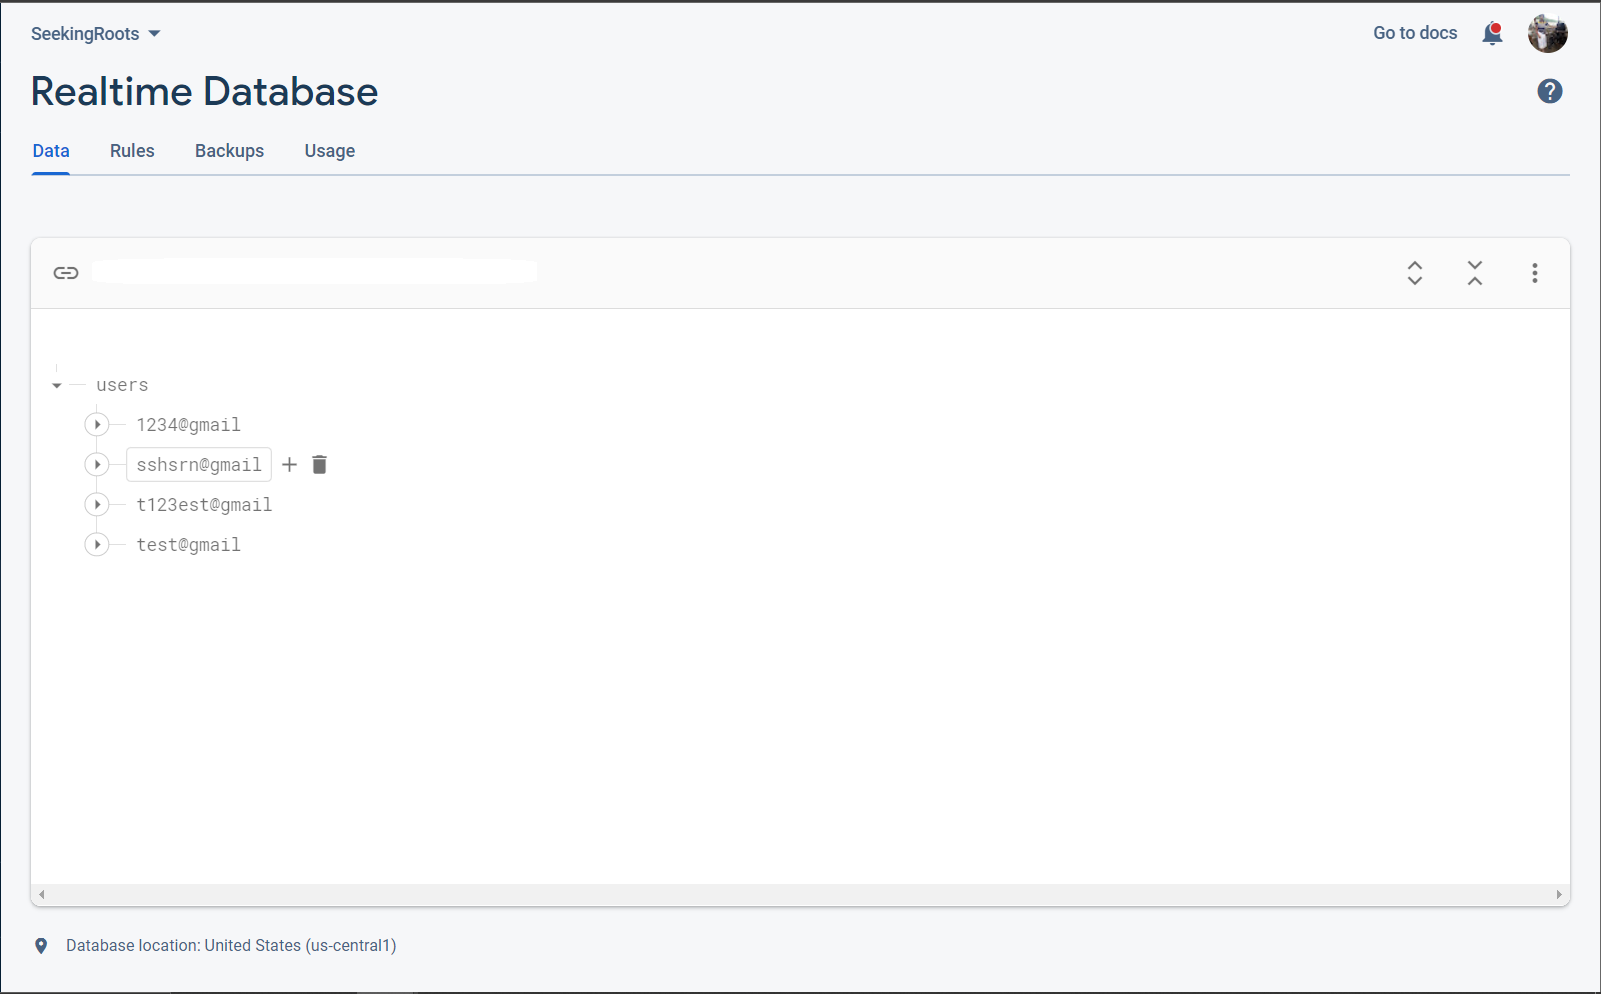 SeekingRoots
Go to docs
Realtime Database
?
Data Rules Backups Usage
users
1234@gmail
sshsrn@gmail
t123est@gmail
test@gmail
Database location: United States (us-central1)